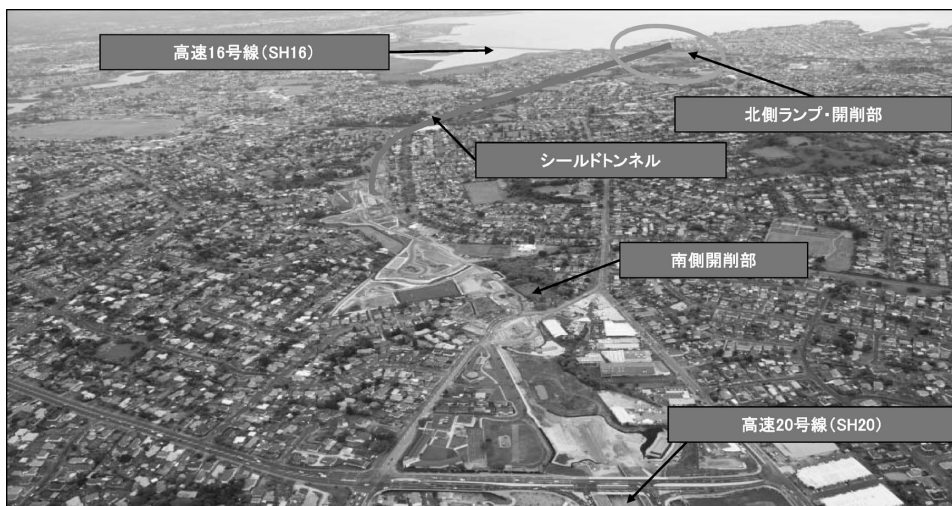 高速16号線(SH16)
北側ランプ・開削部
シールドトンネル
南側開削部
高速20号線(SH20)